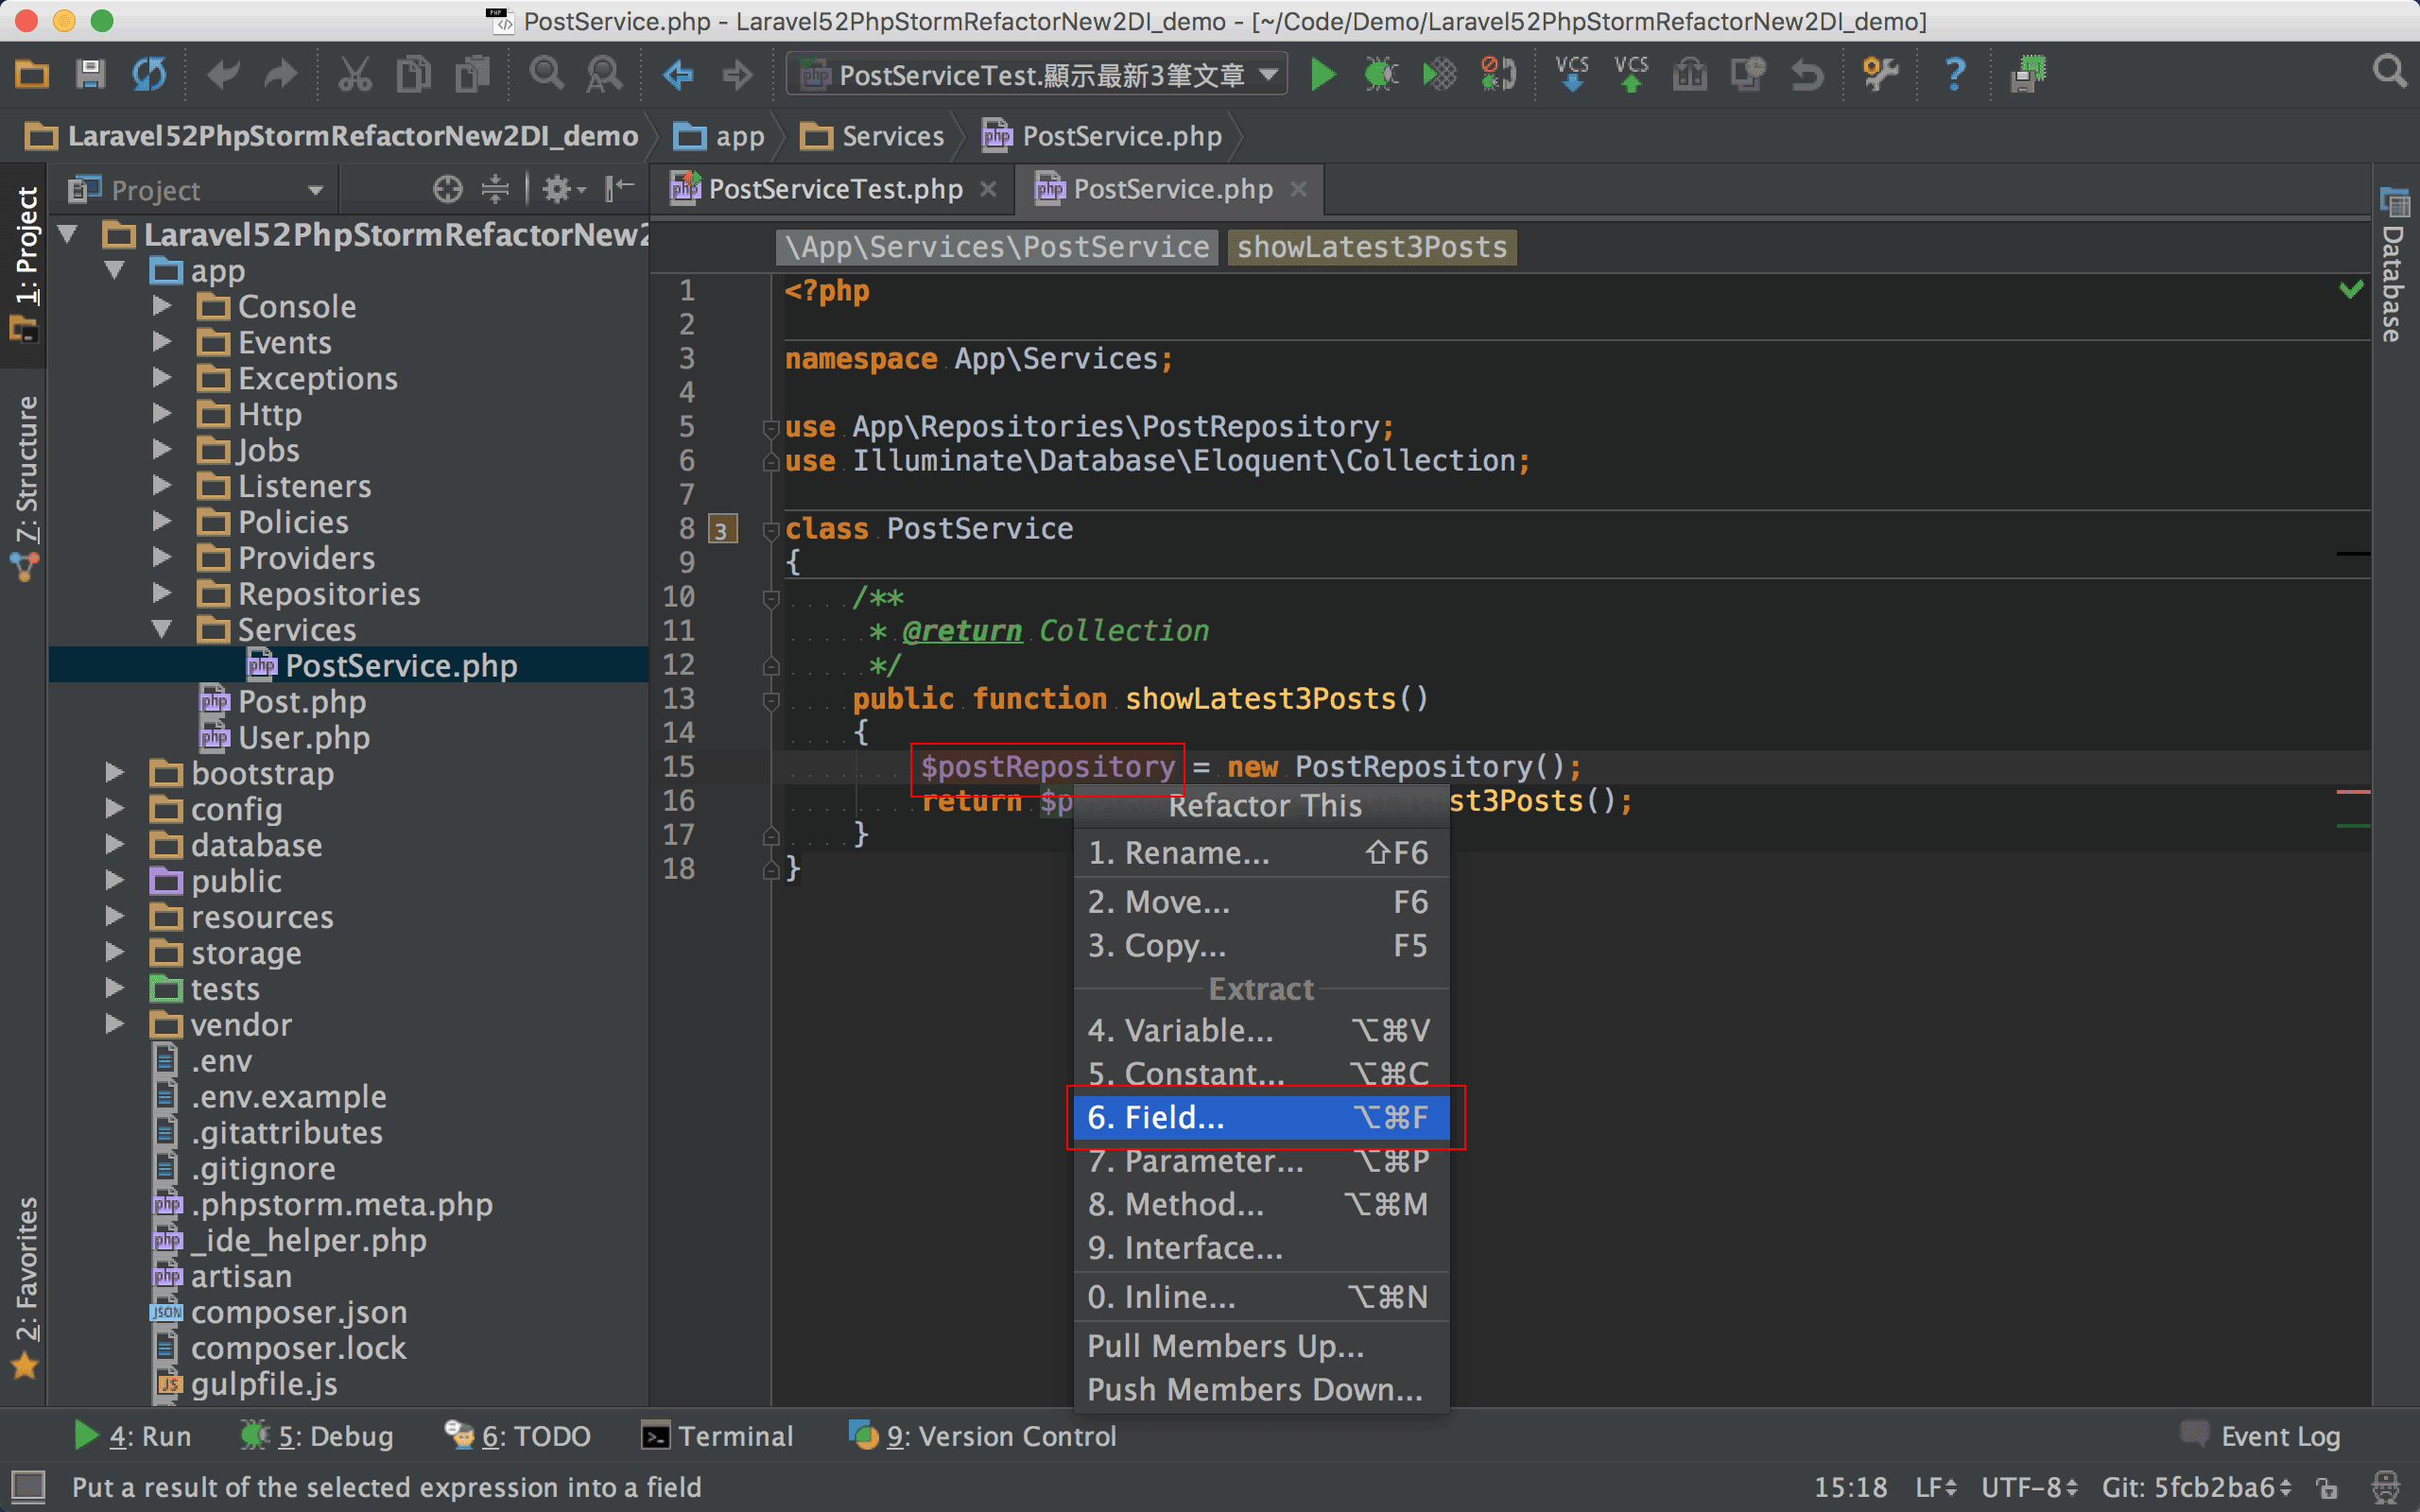 PostService.php - Laravel52PhpStormRefactorNew2DI_demo - [~/Code/Demo/Laravel52PhpStormRefactorNew2DI_demo]
PostServiceTest.顯示最新3筆文章
VCS
VCS
Laravel52PhpStormRefactorNew2DI_demo
app
Services
PostService.php
1: Project
7: Structure
2: Favorites
Project
Laravel52PhpStormRefactorNew2
app
Console
Events
Exceptions
Http
Jobs
Listeners
Policies
Providers
Repositories
Services
PostService.php
Post.php
User.php
bootstrap
config
database
public
resources
storage
tests
vendor
.env
.env.example
.gitattributes
.gitignore
.phpstorm.meta.php
_ide_helper.php
artisan
composer.json
composer.lock
gulpfile.js
PostServiceTest.php
PostService.php
\App\Services\PostService
showLatest3Posts
1 <?php
2
3 namespace App\Services;
4
5 use App\Repositories\PostRepository;
6 use Illuminate\Database\Eloquent\Collection;
7
8 3 class PostService
9 {
10 /**
11 * @return Collection
12 */
13 public function showLatest3Posts()
14 {
15 $postRepository = new PostRepository();
16 return $p st3Posts();
17 }
18 }
Refactor This
1. Rename... ⇧F6
2. Move... F6
3. Copy... F5
Extract
4. Variable... ⌥⌘V
5. Constant... ⌥⌘C
6. Field... ⌥⌘F
7. Parameter... ⌥⌘P
8. Method... ⌥⌘M
9. Interface...
0. Inline... ⌥⌘N
Pull Members Up...
Push Members Down...
Database
4: Run
5: Debug
6: TODO
Terminal
9: Version Control
Event Log
Put a result of the selected expression into a field
15:18
LF
UTF-8
Git: 5fcb2ba6